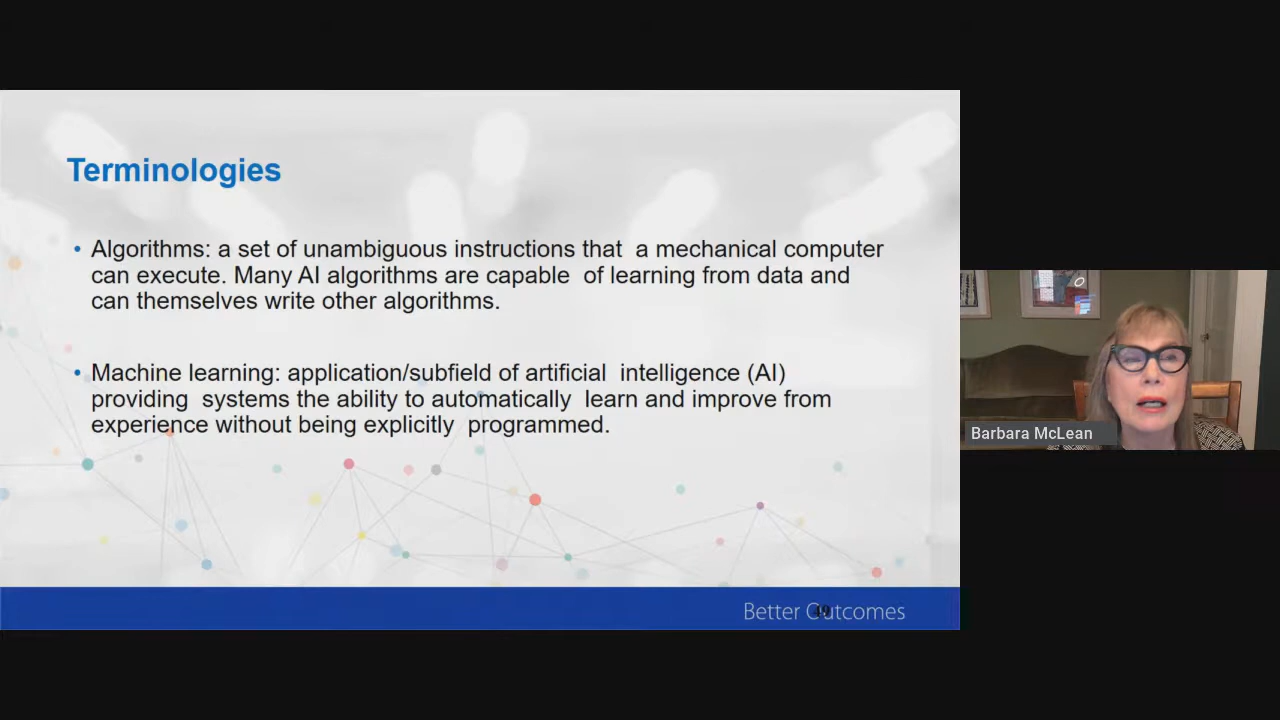 Terminologies
• Algorithms: a set of unambiguous instructions that a mechanical computer
can execute. Many AI algorithms are capable of learning from data and
can themselves write other algorithms.
• Machine learning: application/subfield of artificial intelligence (AI)
providing systems the ability to automatically learn and improve from
experience without being explicitly programmed.
Better Outcomes
Barbara McLean